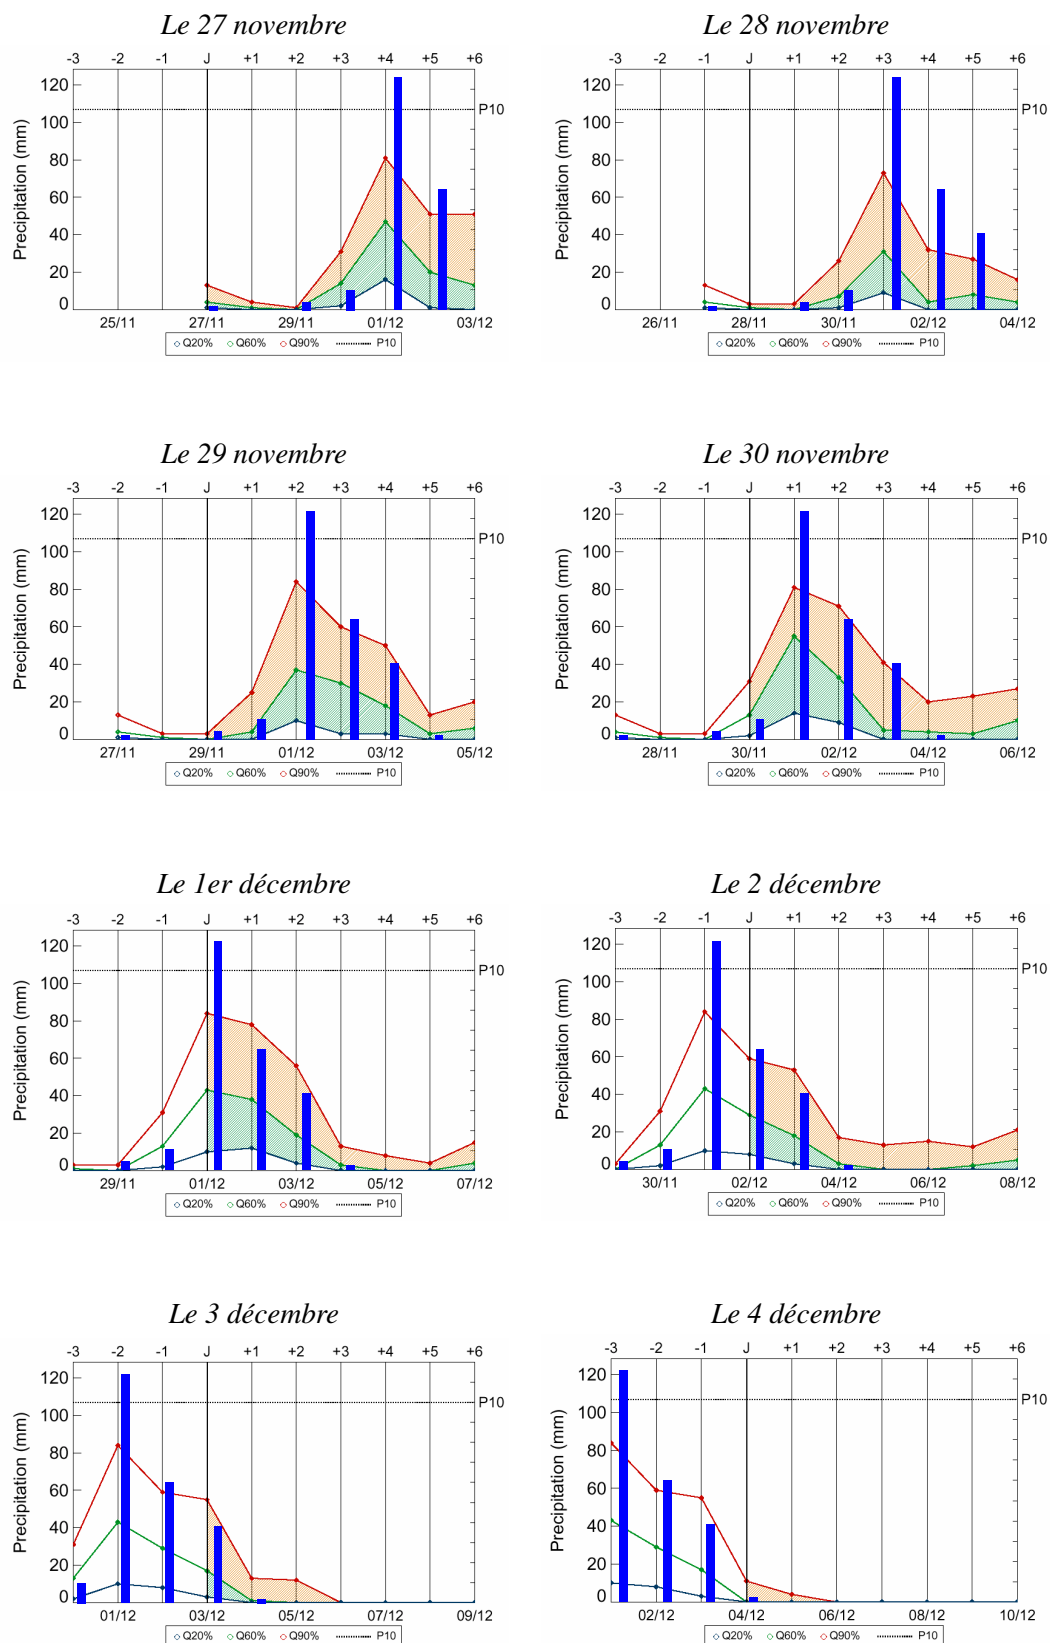 Le 27 novembre
Le 28 novembre
-3 -2 -1 J +1 +2 +3 +4 +5 +6
-3 -2 -1 J +1 +2 +3 +4 +5 +6
Precipitation (mm)
120
100
80
60
40
20
0
P10
Precipitation (mm)
120
100
80
60
40
20
0
P10
25/11 27/11 29/11 01/12 03/12
26/11 28/11 30/11 02/12 04/12
Q20% Q60% Q90% P10
Q20% Q60% Q90% P10
Le 29 novembre
Le 30 novembre
-3 -2 -1 J +1 +2 +3 +4 +5 +6
-3 -2 -1 J +1 +2 +3 +4 +5 +6
Precipitation (mm)
120
100
80
60
40
20
0
P10
Precipitation (mm)
120
100
80
60
40
20
0
P10
27/11 29/11 01/12 03/12 05/12
28/11 30/11 02/12 04/12 06/12
Q20% Q60% Q90% P10
Q20% Q60% Q90% P10
Le 1er décembre
Le 2 décembre
-3 -2 -1 J +1 +2 +3 +4 +5 +6
-3 -2 -1 J +1 +2 +3 +4 +5 +6
Precipitation (mm)
120
100
80
60
40
20
0
P10
Precipitation (mm)
120
100
80
60
40
20
0
P10
29/11 01/12 03/12 05/12 07/12
30/11 02/12 04/12 06/12 08/12
Q20% Q60% Q90% P10
Q20% Q60% Q90% P10
Le 3 décembre
Le 4 décembre
-3 -2 -1 J +1 +2 +3 +4 +5 +6
-3 -2 -1 J +1 +2 +3 +4 +5 +6
Precipitation (mm)
120
100
80
60
40
20
0
P10
Precipitation (mm)
120
100
80
60
40
20
0
P10
01/12 03/12 05/12 07/12 09/12
02/12 04/12 06/12 08/12 10/12
Q20% Q60% Q90% P10
Q20% Q60% Q90% P10